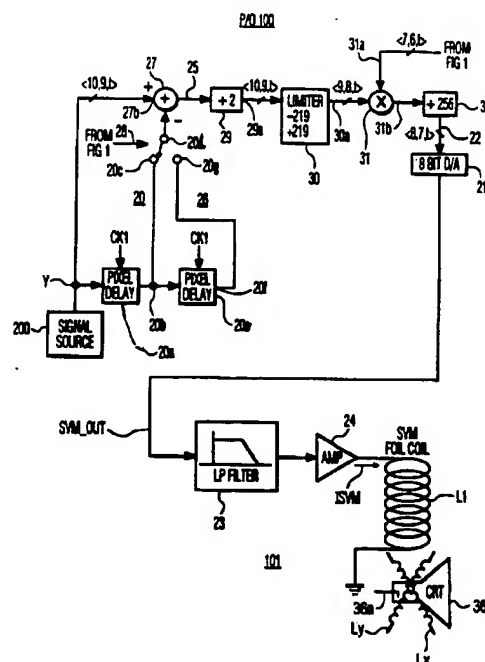 PAO 100
<10,9,t>
27
25
<10,9,t>
<9,8,t>
<7,6,t>
31a
FROM
FIG 1
+
27b
+
÷2
29
29a
LIMITER
-219
+219
30
30a
X
31
31b
÷256
22
<8,7,t>
8 BIT D/A
21
FROM
FIG 1
28
20d
20c
20g
20
26
CK1
CK1
Y
PIXEL
DELAY
20b
PIXEL
DELAY
20f
20e
20a
200
SIGNAL
SOURCE
SVM_OUT
LP FILTER
23
24
AMP
ISVM
SVM
FOIL COIL
L1
101
36a
CRT
36
Ly
Lx